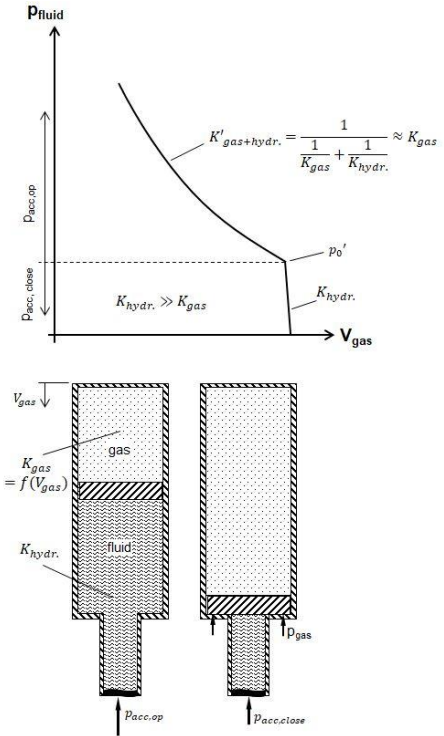 p_fluid
K'_gas+hydr. = 1 / (1/K_gas + 1/K_hydr.) ≈ K_gas
p_acc,op
p_0'
p_acc, close
K_hydr. ≫ K_gas
K_hydr.
V_gas
V_gas
K_gas
= f(V_gas)
gas
K_hydr.
fluid
p_gas
p_acc,op
p_acc,close